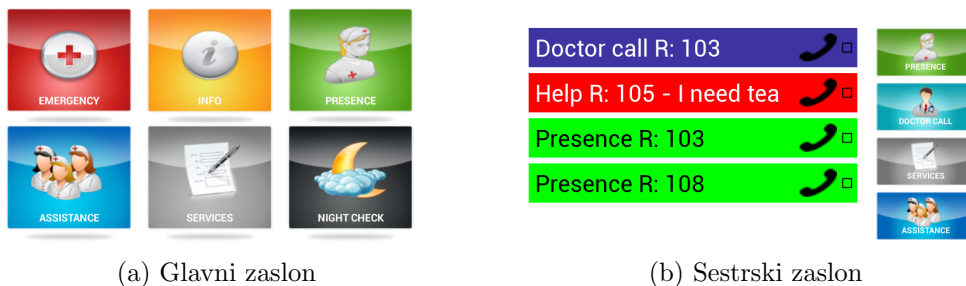 EMERGENCY
INFO
PRESENCE
ASSISTANCE
SERVICES
NIGHT CHECK
(a) Glavni zaslon
Doctor call R: 103
Help R: 105 - I need tea
Presence R: 103
Presence R: 108
PRESENCE
DOCTOR CALL
SERVICES
ASSISTANCE
(b) Sestrski zaslon